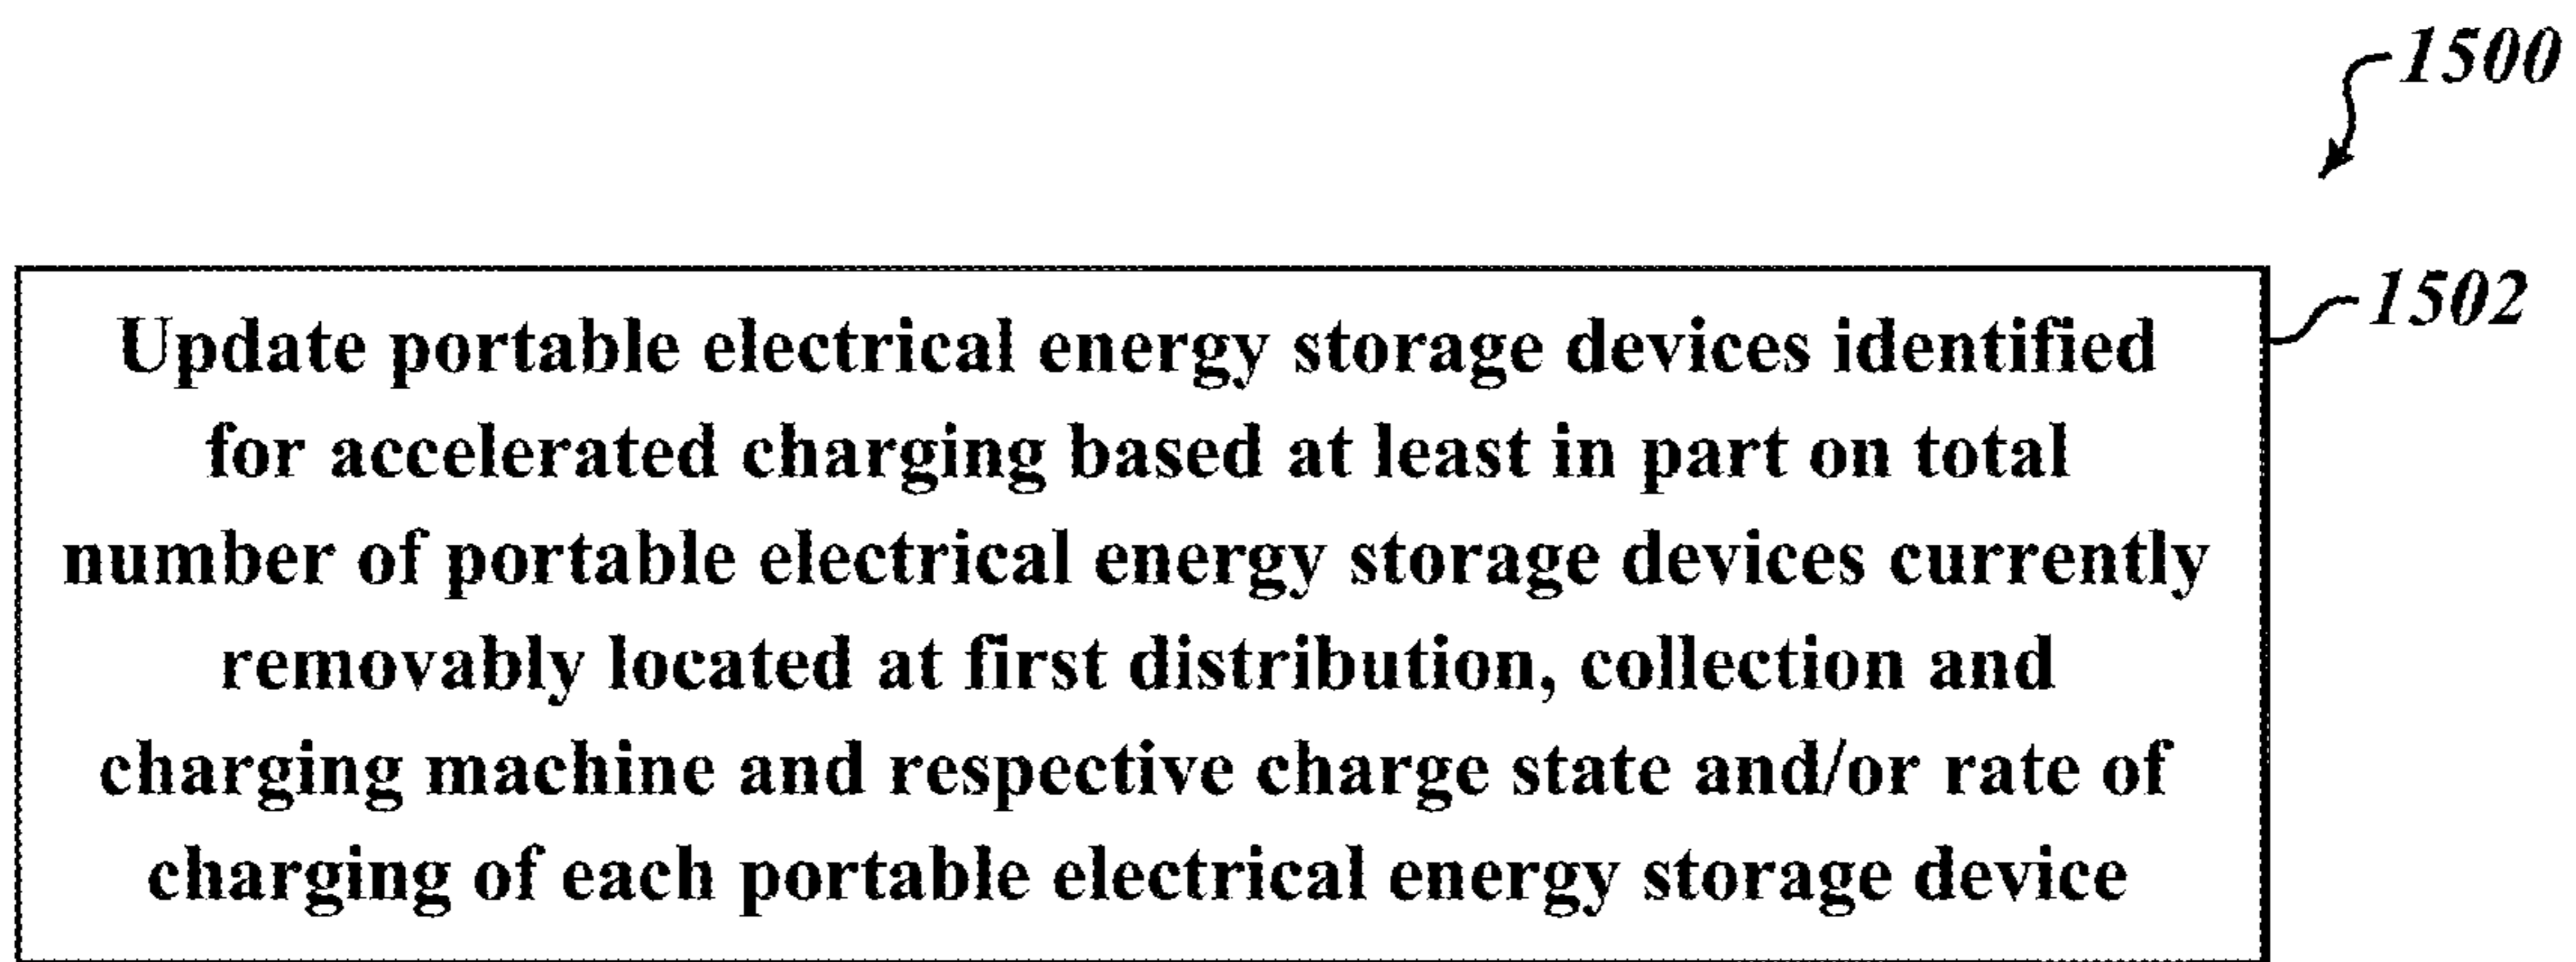 1500
1502
Update portable electrical energy storage devices identified
for accelerated charging based at least in part on total
number of portable electrical energy storage devices currently
removably located at first distribution, collection and
charging machine and respective charge state and/or rate of
charging of each portable electrical energy storage device